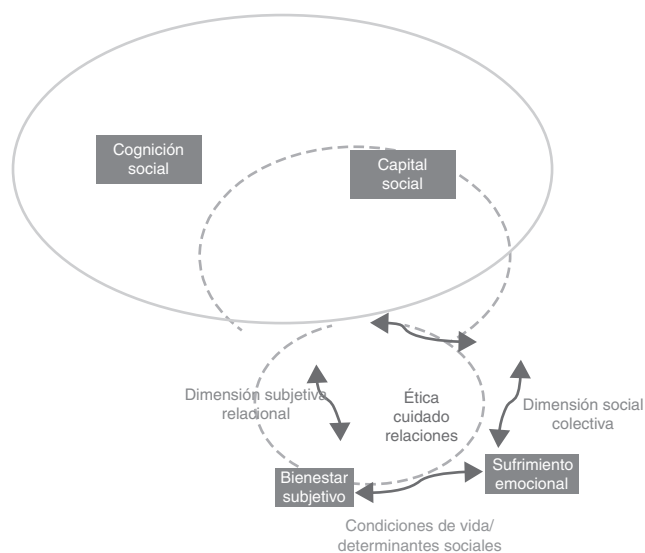 Cognición
social
Capital
social
Dimensión subjetiva
relacional
Ética
cuidado
relaciones
Dimensión social
colectiva
Bienestar
subjetivo
Sufrimiento
emocional
Condiciones de vida/
determinantes sociales